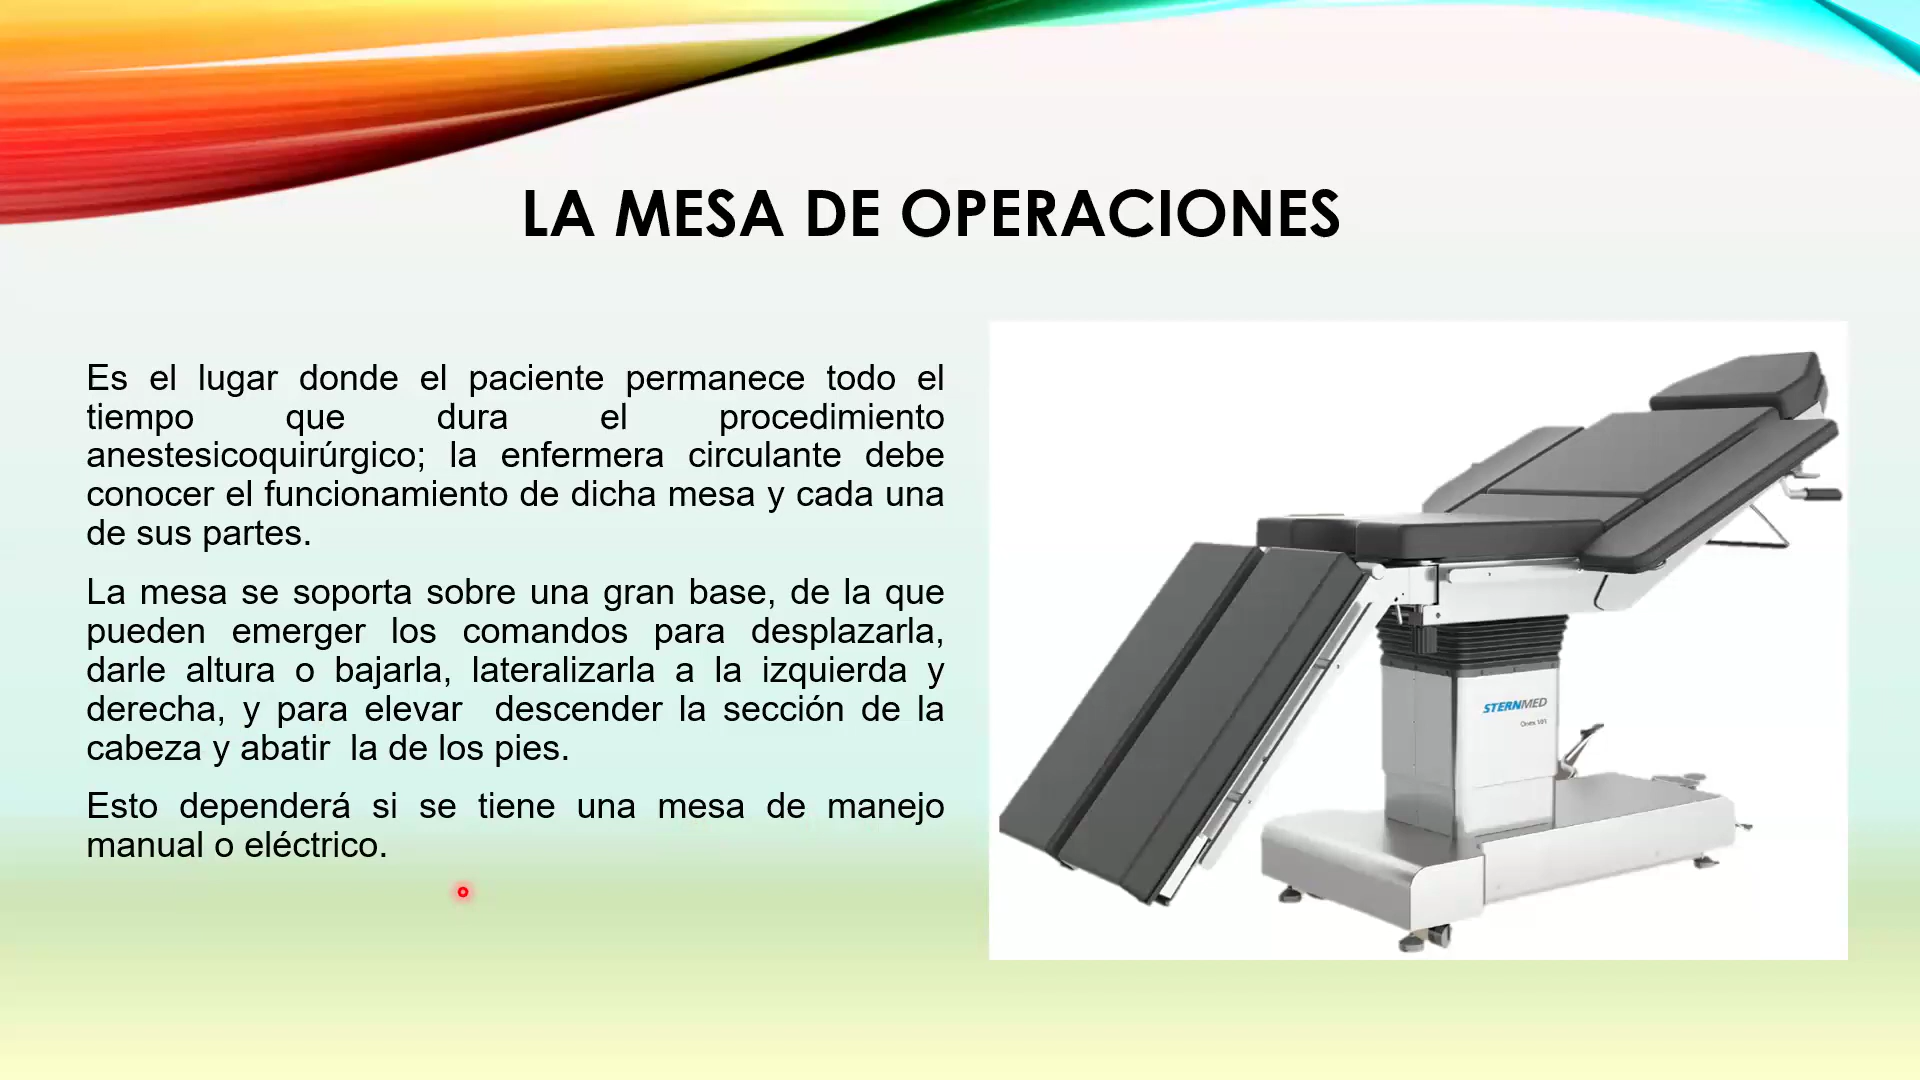 LA MESA DE OPERACIONES
Es el lugar donde el paciente permanece todo el
tiempo que dura el procedimiento
anestesicoquirúrgico; la enfermera circulante debe
conocer el funcionamiento de dicha mesa y cada una
de sus partes.
La mesa se soporta sobre una gran base, de la que
pueden emerger los comandos para desplazarla,
darle altura o bajarla, lateralizarla a la izquierda y
derecha, y para elevar descender la sección de la
cabeza y abatir la de los pies.
Esto dependerá si se tiene una mesa de manejo
manual o eléctrico.
STERNMED